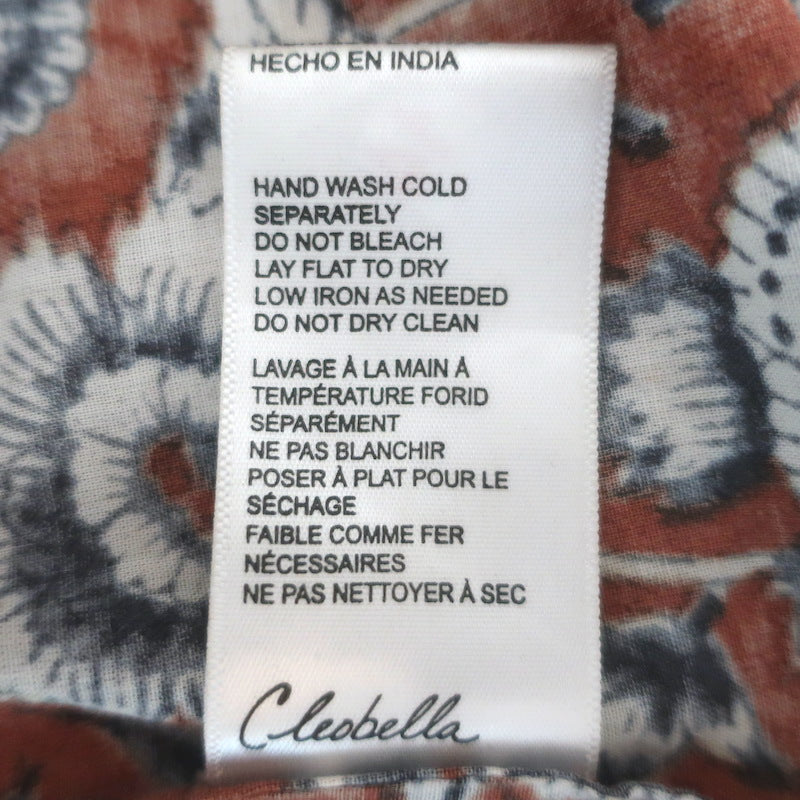 HECHO EN INDIA
HAND WASH COLD
SEPARATELY
DO NOT BLEACH
LAY FLAT TO DRY
LOW IRON AS NEEDED
DO NOT DRY CLEAN
LAVAGE À LA MAIN À
TEMPÉRATURE FORID
SÉPARÉMENT
NE PAS BLANCHIR
POSER À PLAT POUR LE
SÉCHAGE
FAIBLE COMME FER
NÉCESSAIRES
NE PAS NETTOYER À SEC
Cleobella